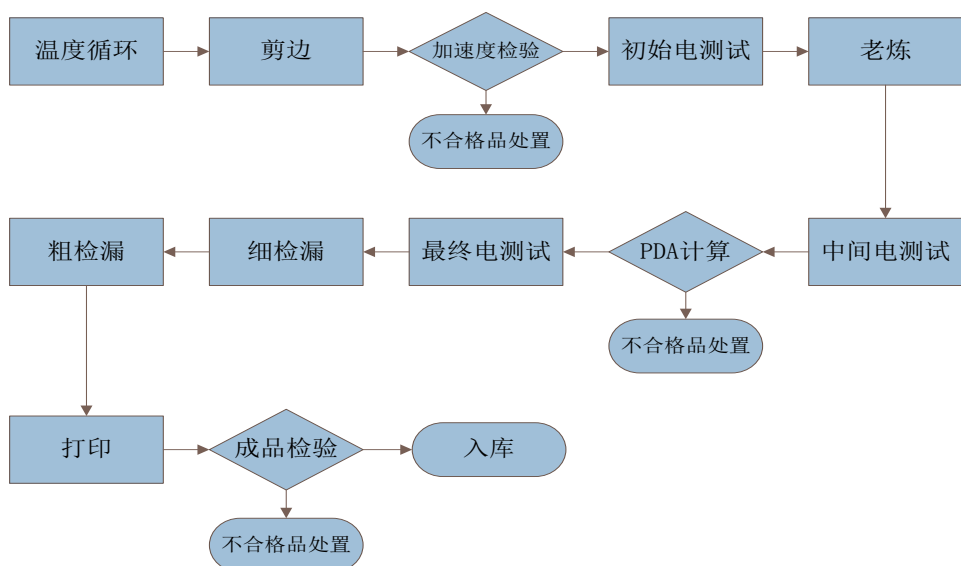 温度循环
剪边
加速度检验
初始电测试
老炼
不合格品处置
粗检漏
细检漏
最终电测试
PDA计算
中间电测试
不合格品处置
打印
成品检验
入库
不合格品处置